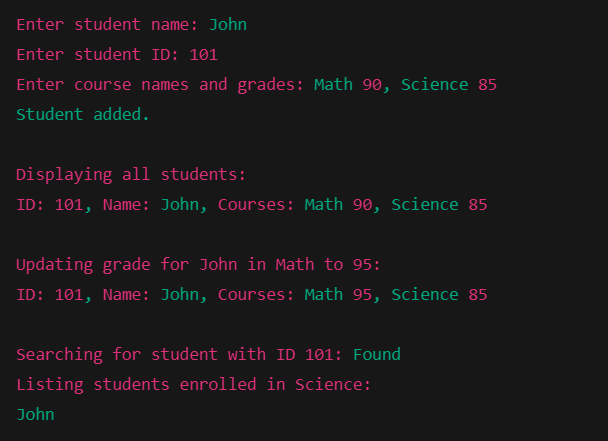 Enter student name: John
Enter student ID: 101
Enter course names and grades: Math 90, Science 85
Student added.
Displaying all students:
ID: 101, Name: John, Courses: Math 90, Science 85
Updating grade for John in Math to 95:
ID: 101, Name: John, Courses: Math 95, Science 85
Searching for student with ID 101: Found
Listing students enrolled in Science:
John